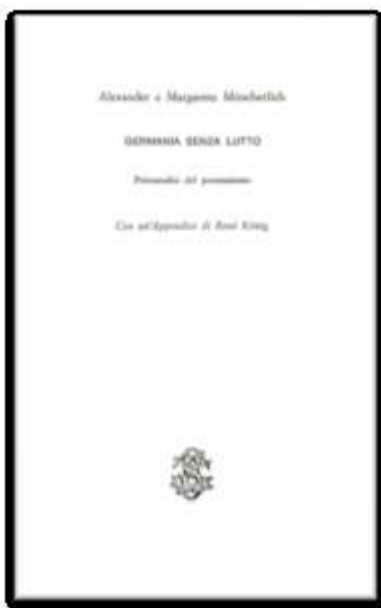 Alexander e Margarete Mitscherlich
GERMANIA SENZA LUTTO
Psicoanalisi del postnazismo
Con un'Appendice di René König